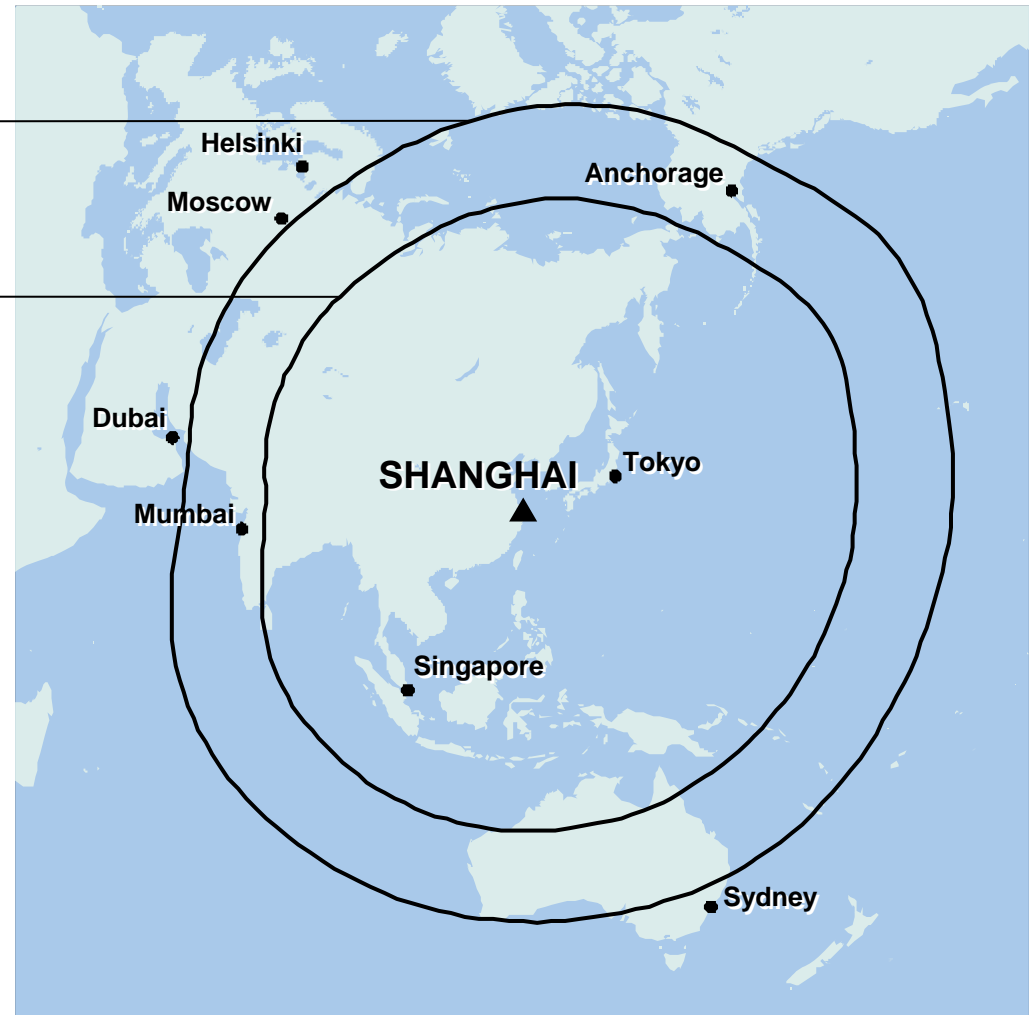 Helsinki
Anchorage
Moscow
Dubai
SHANGHAI
Tokyo
Mumbai
Singapore
Sydney